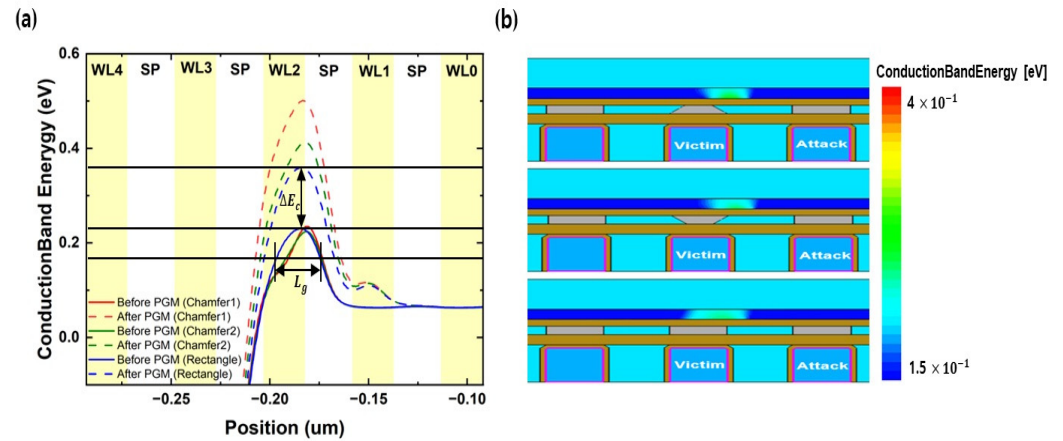 (a)
(b)
WL4 SP WL3 SP WL2 SP WL1 SP WL0
ConductionBand Enerygy (eV)
0.6
0.4
0.2
0.0
ΔE_c
L_g
Before PGM (Chamfer1)
After PGM (Chamfer1)
Before PGM (Chamfer2)
After PGM (Chamfer2)
Before PGM (Rectangle)
After PGM (Rectangle)
−0.25 −0.20 −0.15 −0.10
Position (um)
ConductionBandEnergy [eV]
4 × 10⁻¹
1.5 × 10⁻¹
Victim Attack
Victim Attack
Victim Attack